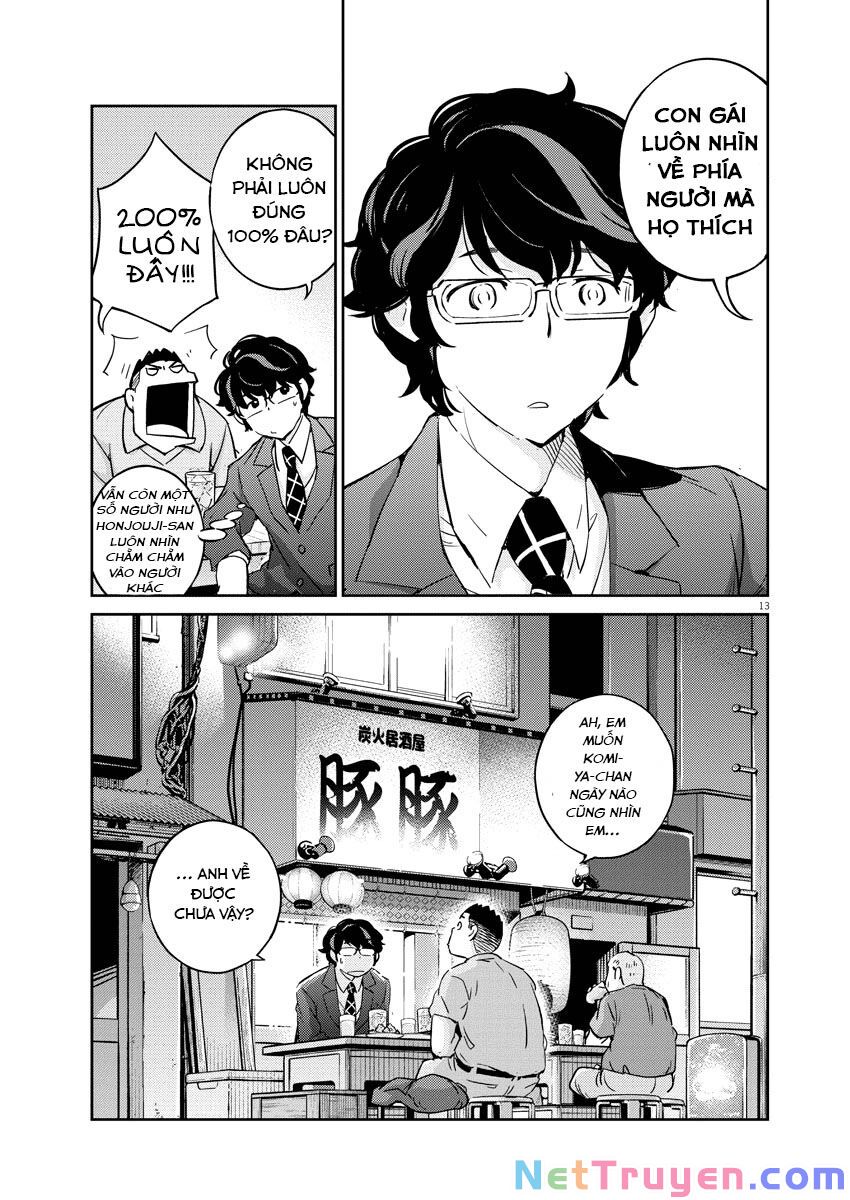 CON GÁI
LUÔN NHÌN
VỀ PHÍA
NGƯỜI MÀ
HỌ THÍCH
KHÔNG
PHẢI LUÔN
ĐÚNG
100% ĐÂU?
200%
LUÔN
ĐÂY!!!
VẪN CÒN MỘT
SỐ NGƯỜI NHƯ
HONJOUJI-SAN
LUÔN NHÌN
CHẰM CHẰM
VÀO NGƯỜI
KHÁC
13
炭火居酒屋
豚豚
AH, EM
MUỐN
KOMI-
YA-CHAN
NGÀY NÀO
CŨNG NHÌN
EM...
... ANH VỀ
ĐƯỢC
CHƯA VẬY?
NetTruyen.com